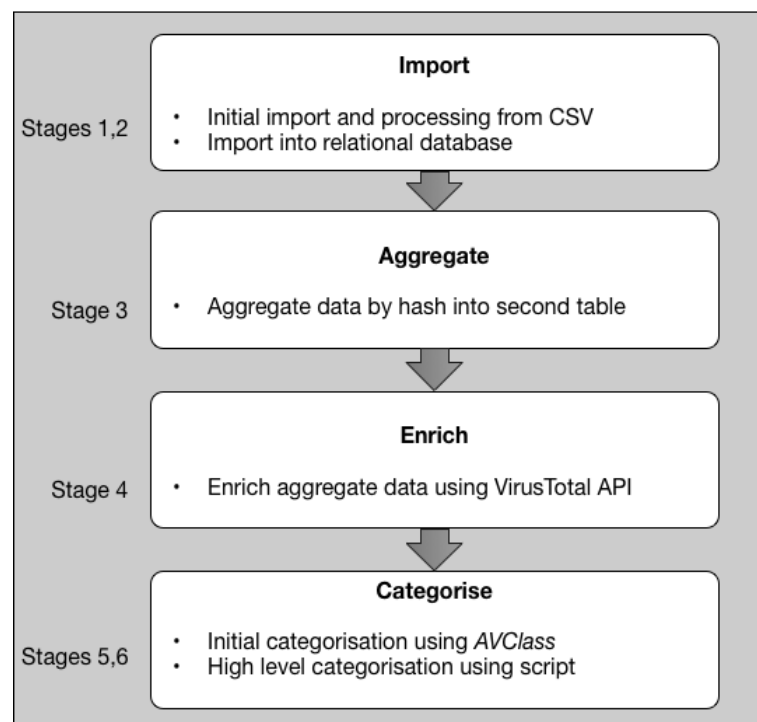 Import
Stages 1,2
• Initial import and processing from CSV
• Import into relational database
Aggregate
Stage 3
• Aggregate data by hash into second table
Enrich
Stage 4
• Enrich aggregate data using VirusTotal API
Categorise
Stages 5,6
• Initial categorisation using AVClass
• High level categorisation using script